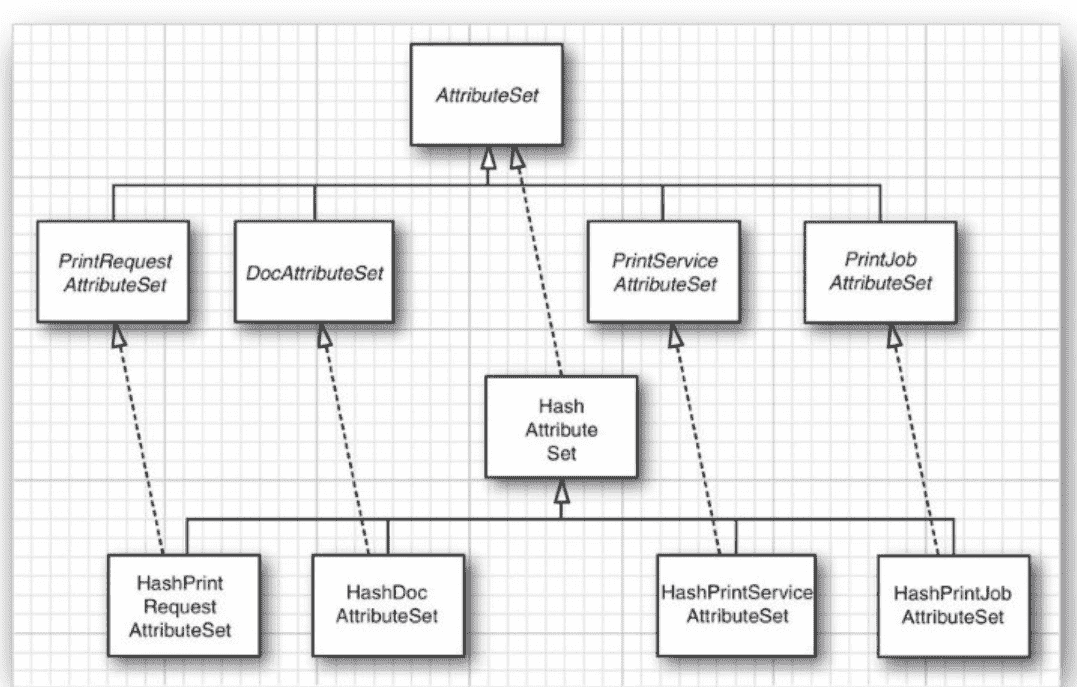 AttributeSet
PrintRequest
AttributeSet
DocAttributeSet
PrintService
AttributeSet
PrintJob
AttributeSet
Hash
Attribute
Set
HashPrint
Request
AttributeSet
HashDoc
AttributeSet
HashPrintService
AttributeSet
HashPrintJob
AttributeSet